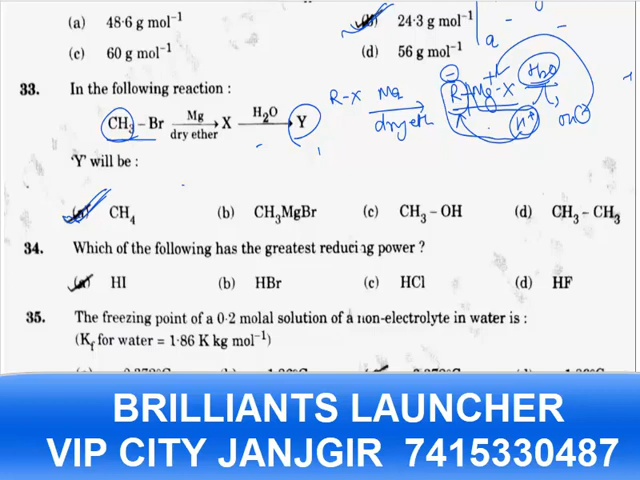 (a) 48·6 g mol⁻¹ (b) 24·3 g mol⁻¹
(c) 60 g mol⁻¹ (d) 56 g mol⁻¹
a
33. In the following reaction :
CH₃ – Br Mg dry ether → X H₂O → Y
R-X Mg dry eth R–Mg–X H₂O
H⁺ OH⁻
'Y' will be :
(a) CH₄ (b) CH₃MgBr (c) CH₃ – OH (d) CH₃ – CH₃
34. Which of the following has the greatest reducing power ?
(a) HI (b) HBr (c) HCl (d) HF
35. The freezing point of a 0·2 molal solution of a non-electrolyte in water is :
(K_f for water = 1·86 K kg mol⁻¹)
BRILLIANTS LAUNCHER
VIP CITY JANJGIR 7415330487